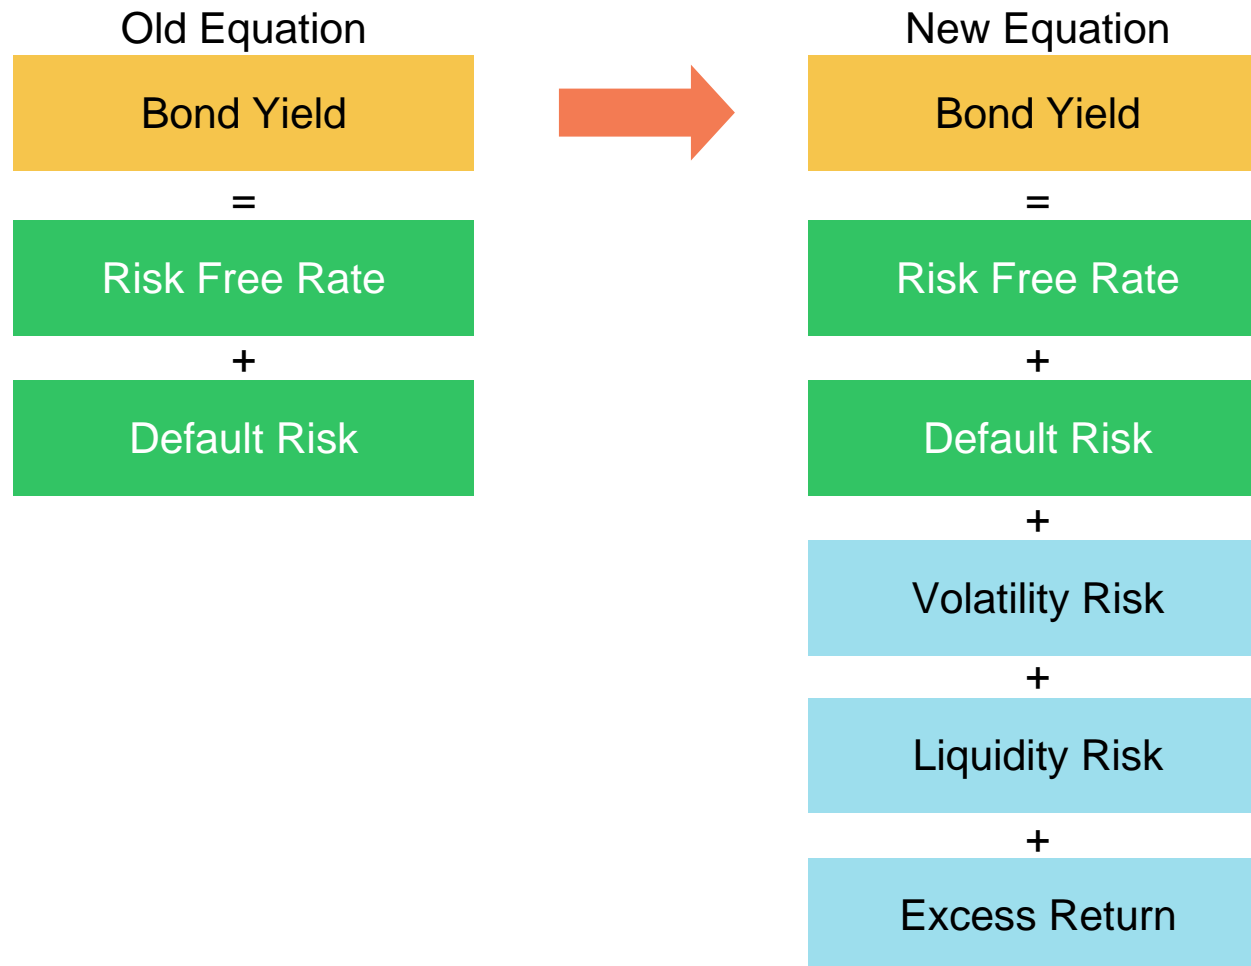 Old Equation
Bond Yield
=
Risk Free Rate
+
Default Risk
New Equation
Bond Yield
=
Risk Free Rate
+
Default Risk
+
Volatility Risk
+
Liquidity Risk
+
Excess Return